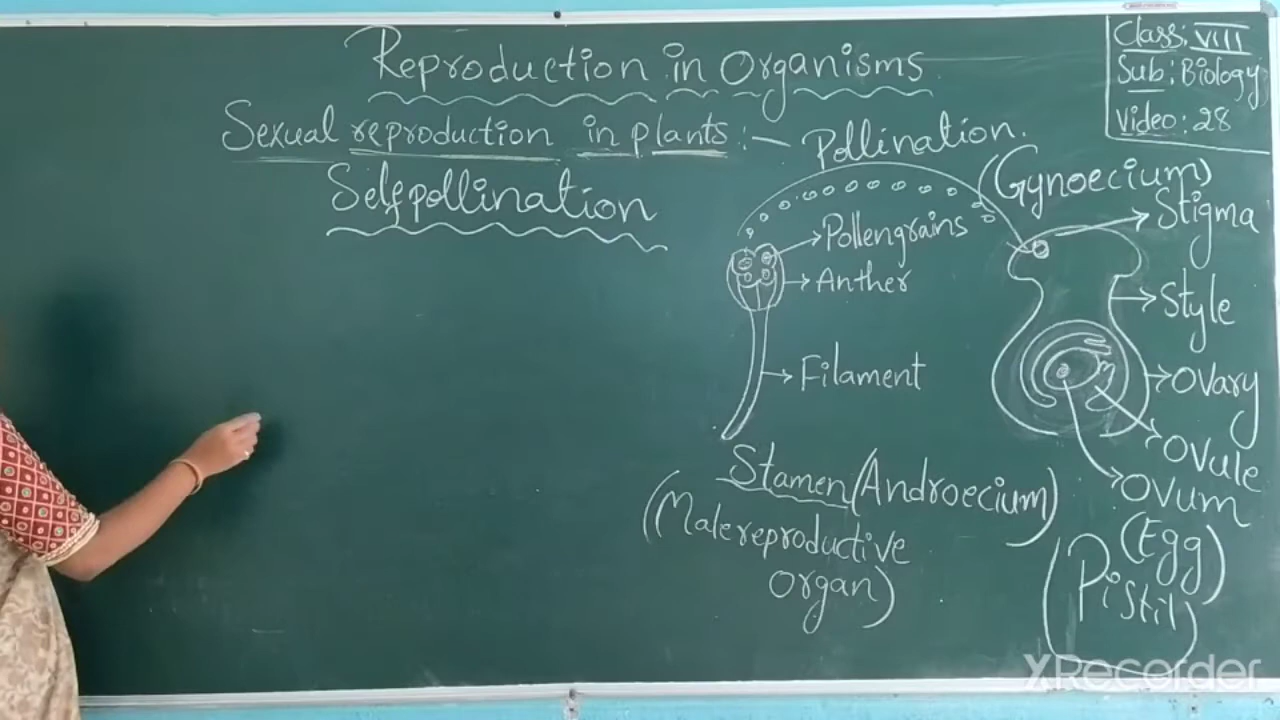 Reproduction in Organisms
Class: VIII
Sub: Biology
Video: 28
Sexual reproduction in plants :— Pollination.
Self pollination
(Gynoecium)
Stigma
Pollengrains
Anther
Style
Filament
Ovary
Ovule
Ovum
(Egg)
Stamen (Androecium)
(Male reproductive
organ)
(Pistil)
XRecorder